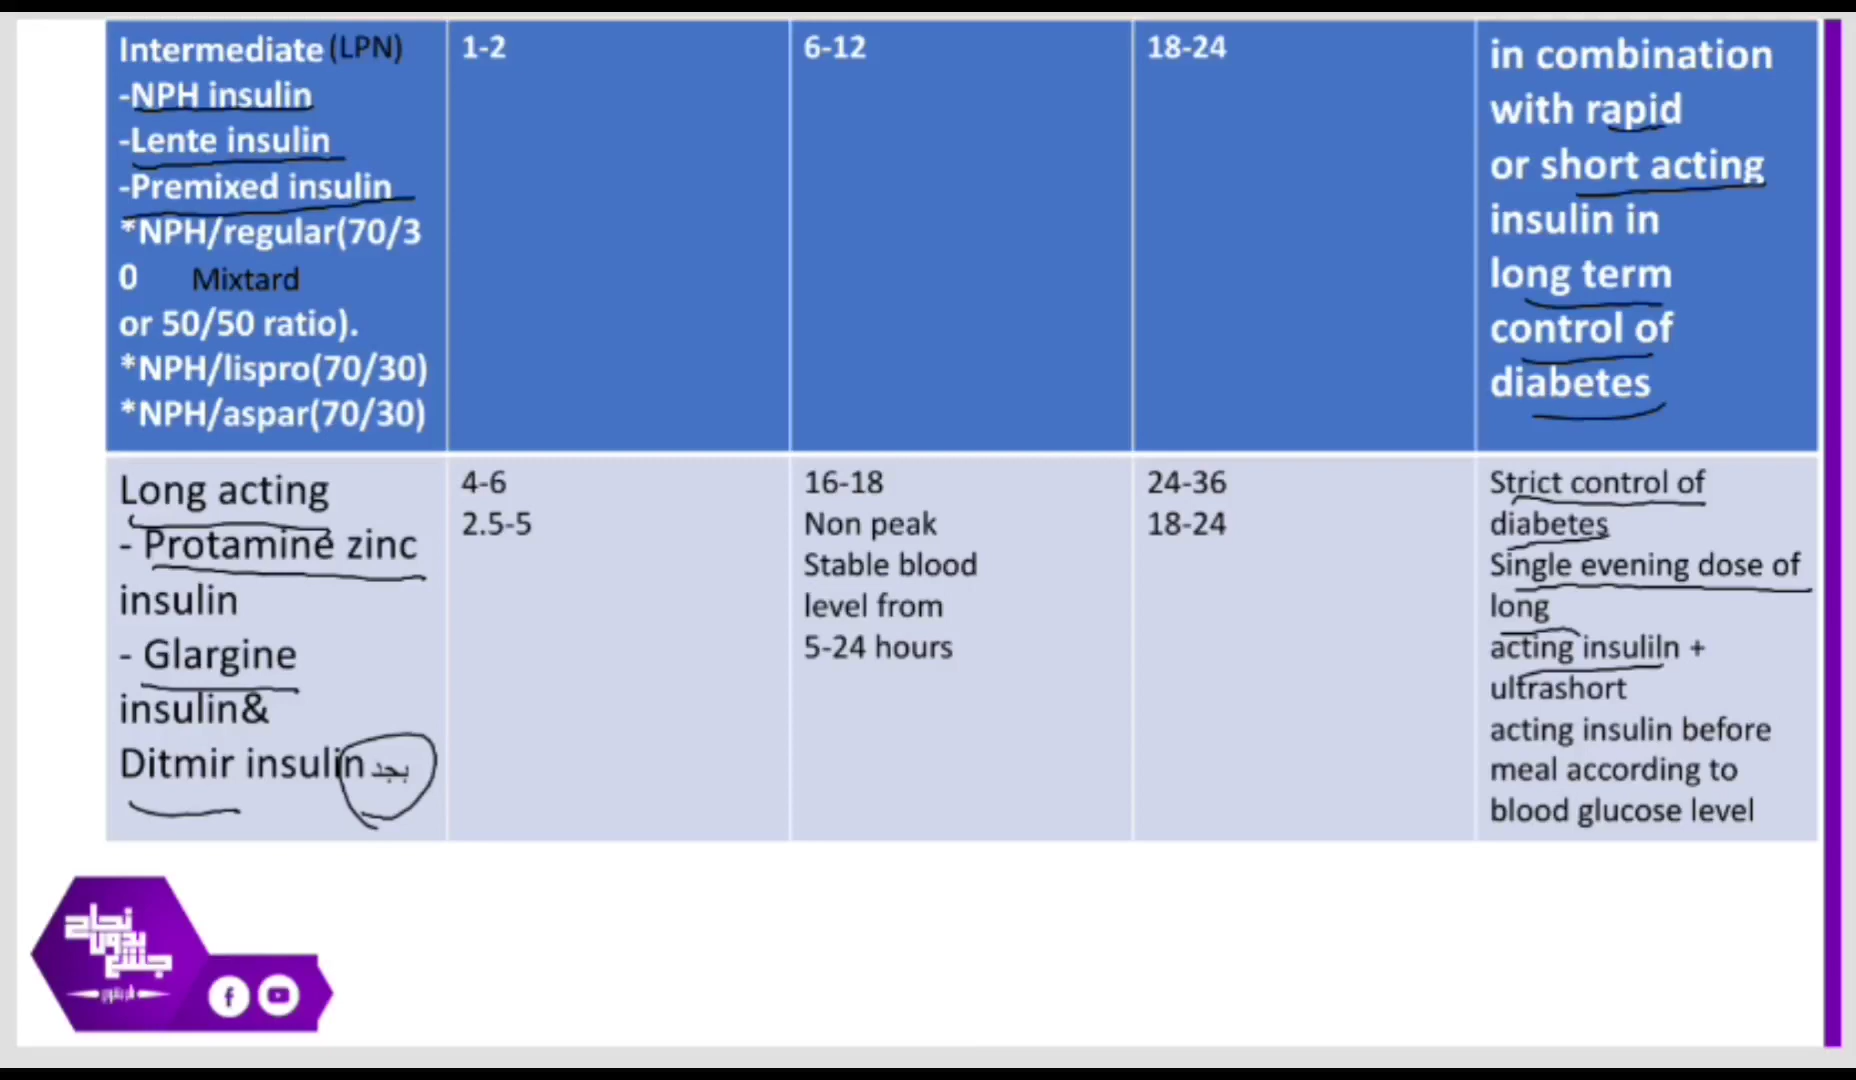 Intermediate (LPN)
-NPH insulin
-Lente insulin
-Premixed insulin
*NPH/regular(70/3
0 Mixtard
or 50/50 ratio).
*NPH/lispro(70/30)
*NPH/aspar(70/30)
1-2
6-12
18-24
in combination
with rapid
or short acting
insulin in
long term
control of
diabetes
Long acting
- Protamine zinc
insulin
- Glargine
insulin&
Ditmir insulin بجد
4-6
2.5-5
16-18
Non peak
Stable blood
level from
5-24 hours
24-36
18-24
Strict control of
diabetes
Single evening dose of
long
acting insuliln +
ultrashort
acting insulin before
meal according to
blood glucose level
نجاح
بدون